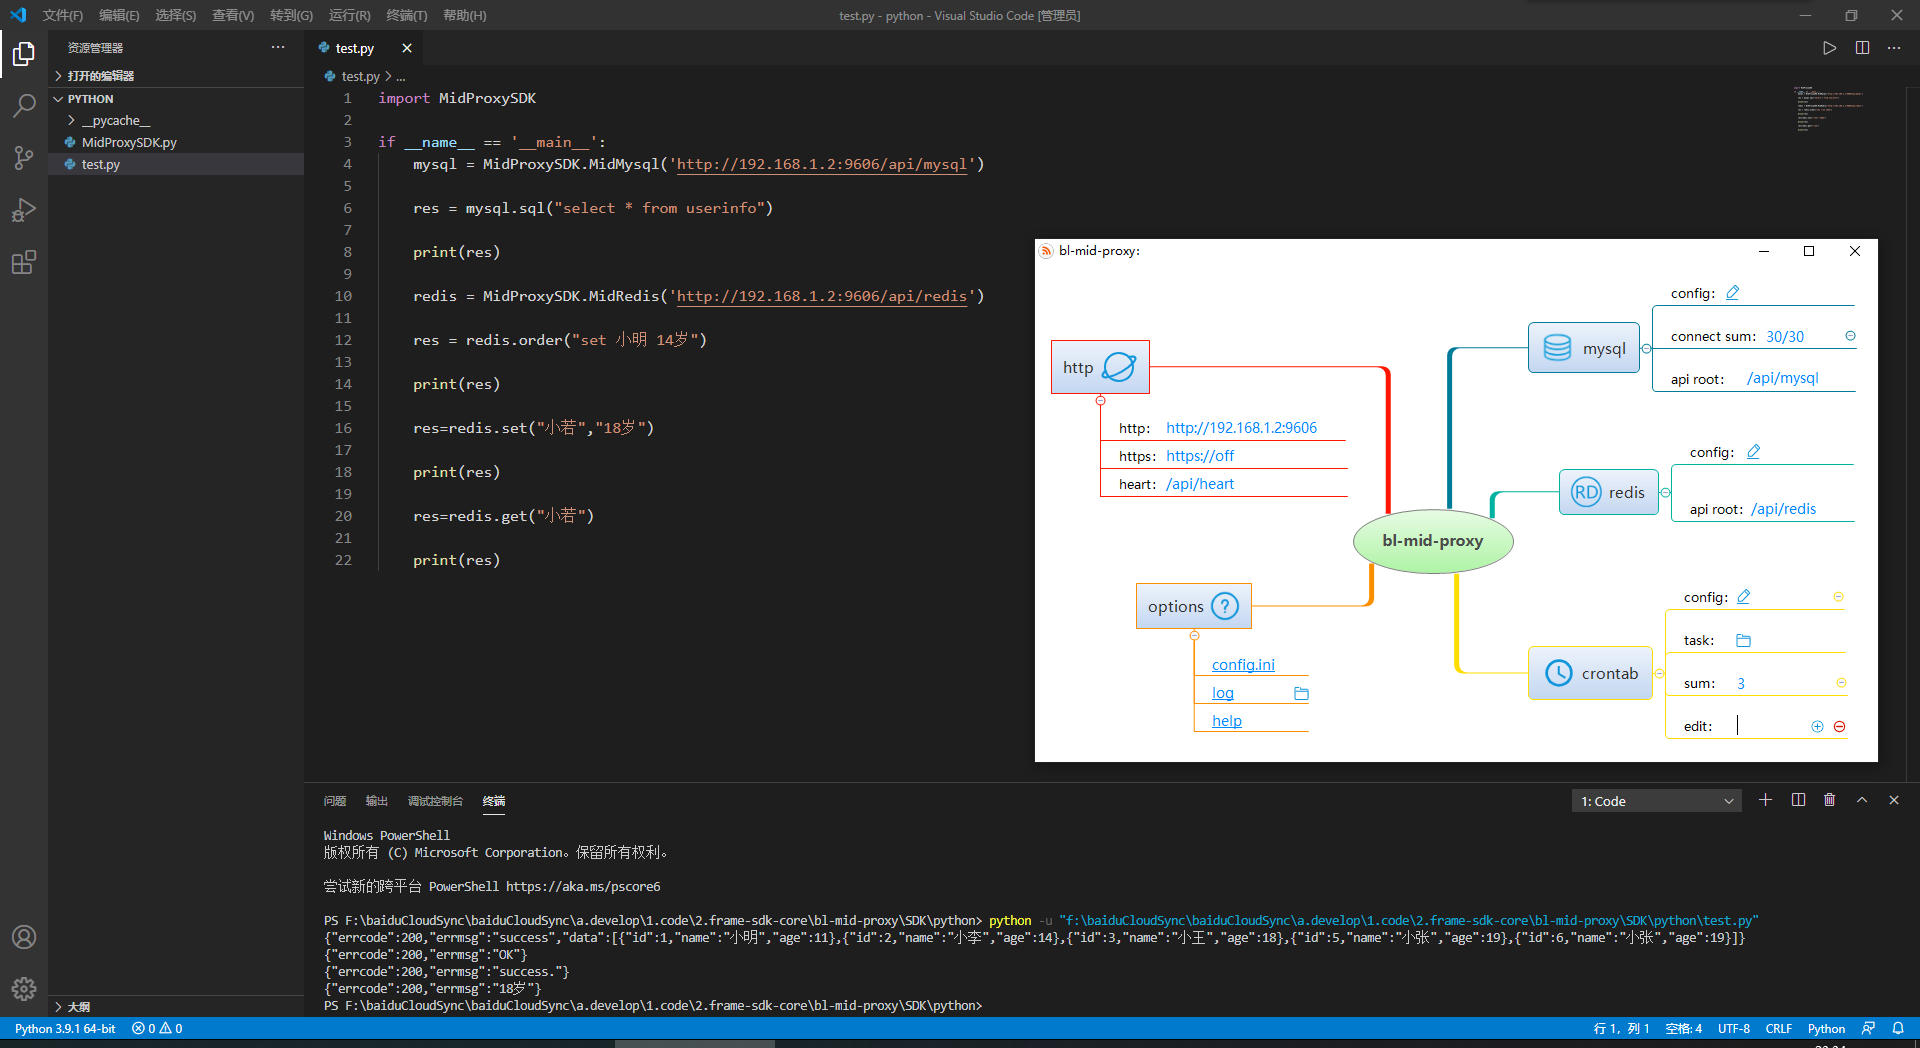 文件(F) 编辑(E) 选择(S) 查看(V) 转到(G) 运行(R) 终端(T) 帮助(H)
test.py - python - Visual Studio Code [管理员]
资源管理器
打开的编辑器
PYTHON
__pycache__
MidProxySDK.py
test.py
大纲
test.py
test.py > ...
1 import MidProxySDK
2
3 if __name__ == '__main__':
4 mysql = MidProxySDK.MidMysql('http://192.168.1.2:9606/api/mysql')
5
6 res = mysql.sql("select * from userinfo")
7
8 print(res)
9
10 redis = MidProxySDK.MidRedis('http://192.168.1.2:9606/api/redis')
11
12 res = redis.order("set 小明 14岁")
13
14 print(res)
15
16 res=redis.set("小若","18岁")
17
18 print(res)
19
20 res=redis.get("小若")
21
22 print(res)
bl-mid-proxy:
http
http: http://192.168.1.2:9606
https: https://off
heart: /api/heart
options
config.ini
log
help
bl-mid-proxy
mysql
config:
connect sum: 30/30
api root: /api/mysql
RD redis
config:
api root: /api/redis
crontab
config:
task:
sum: 3
edit:
问题 输出 调试控制台 终端
1: Code
Windows PowerShell
版权所有 (C) Microsoft Corporation。保留所有权利。
尝试新的跨平台 PowerShell https://aka.ms/pscore6
PS F:\baiduCloudSync\baiduCloudSync\a.develop\1.code\2.frame-sdk-core\bl-mid-proxy\SDK\python> python -u "f:\baiduCloudSync\baiduCloudSync\a.develop\1.code\2.frame-sdk-core\bl-mid-proxy\SDK\python\test.py"
{"errcode":200,"errmsg":"success","data":[{"id":1,"name":"小明","age":11},{"id":2,"name":"小李","age":14},{"id":3,"name":"小王","age":18},{"id":5,"name":"小张","age":19},{"id":6,"name":"小张","age":19}]}
{"errcode":200,"errmsg":"OK"}
{"errcode":200,"errmsg":"success."}
{"errcode":200,"errmsg":"18岁"}
PS F:\baiduCloudSync\baiduCloudSync\a.develop\1.code\2.frame-sdk-core\bl-mid-proxy\SDK\python>
Python 3.9.1 64-bit 0 0
行 1, 列 1 空格: 4 UTF-8 CRLF Python